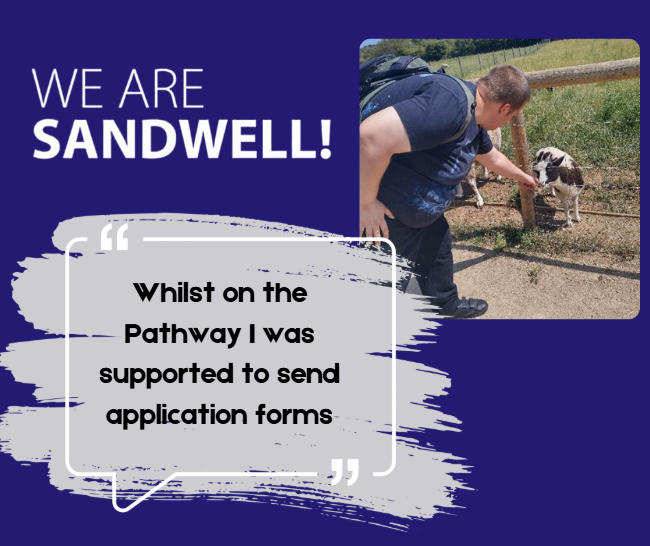 WE ARE
SANDWELL!
“
Whilst on the
Pathway I was
supported to send
application forms
”